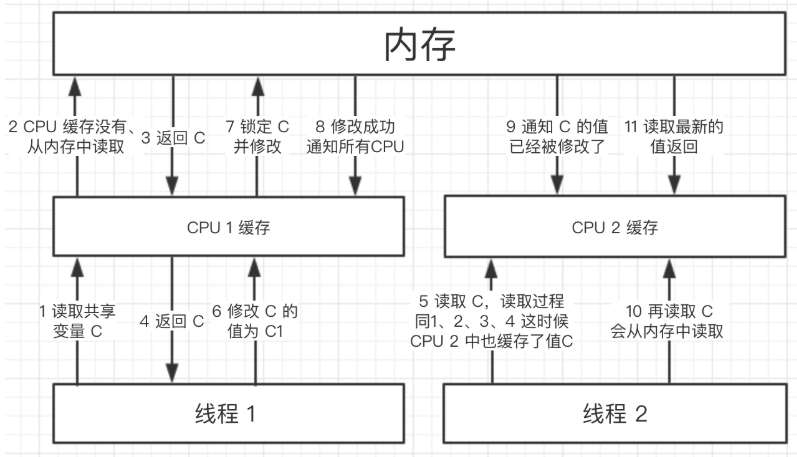 内存
2 CPU 缓存没有、
从内存中读取
3 返回 C
7 锁定 C
并修改
8 修改成功
通知所有CPU
9 通知 C 的值
已经被修改了
11 读取最新的
值返回
CPU 1 缓存
CPU 2 缓存
1 读取共享
变量 C
4 返回 C
6 修改 C 的
值为 C1
5 读取 C，读取过程
同1、2、3、4 这时候
CPU 2 中也缓存了值C
10 再读取 C
会从内存中读取
线程 1
线程 2